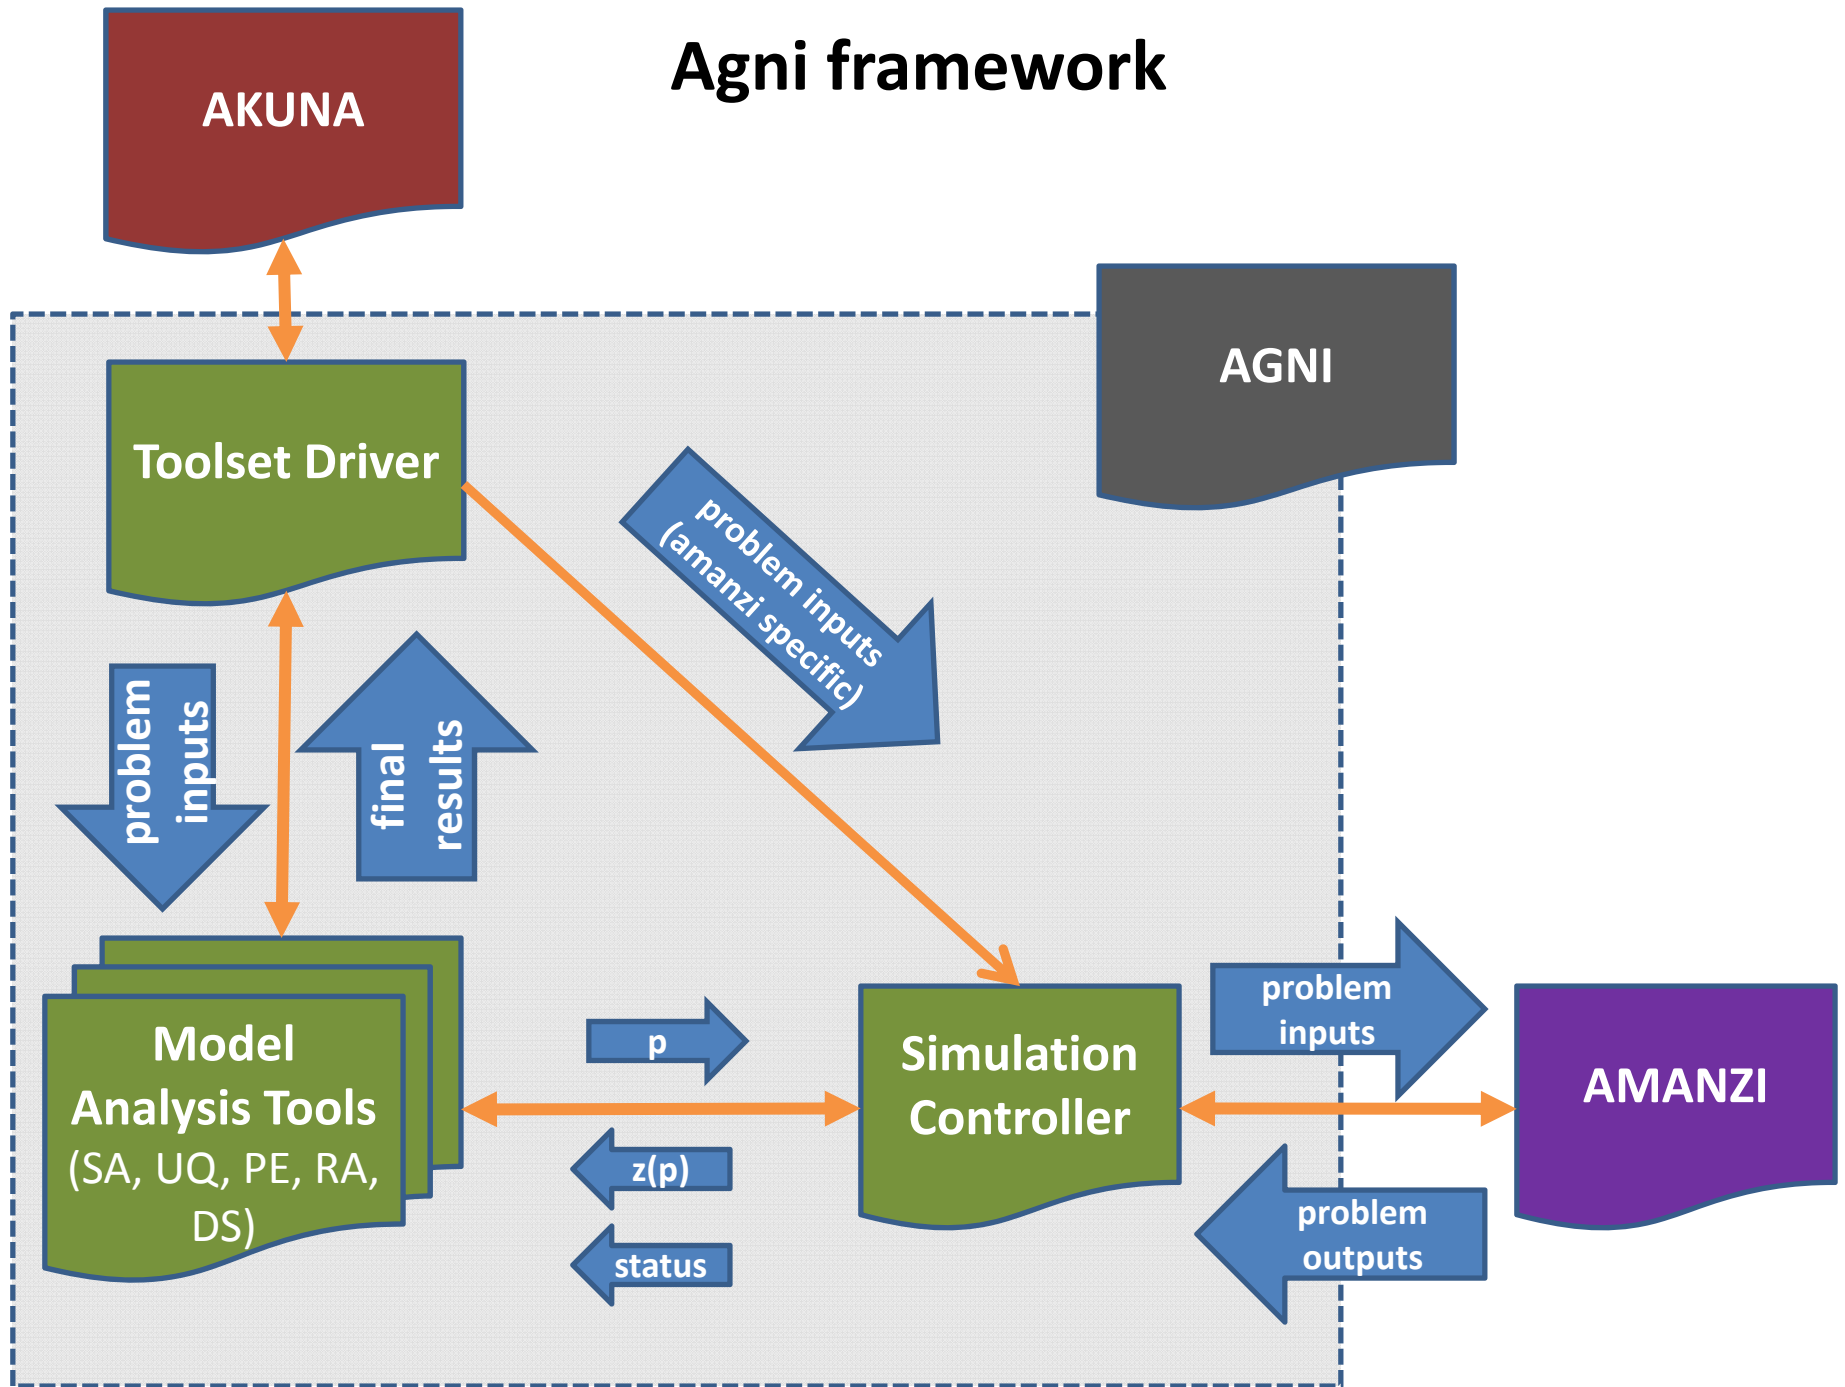 Agni framework
AKUNA
AGNI
Toolset Driver
problem inputs
(amanzi specific)
problem
inputs
final
results
Model
Analysis Tools
(SA, UQ, PE, RA,
DS)
p
z(p)
status
Simulation
Controller
problem
inputs
AMANZI
problem
outputs